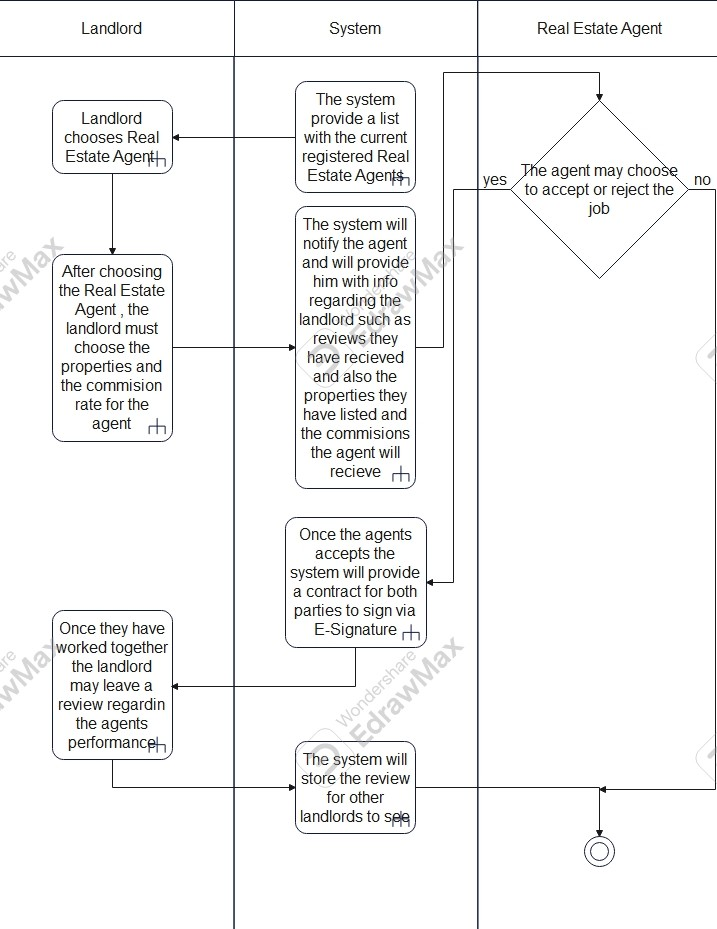 Landlord
System
Real Estate Agent
The system
provide a list
with the current
registered Real
Estate Agents
Landlord
chooses Real
Estate Agent
After choosing
the Real Estate
Agent , the
landlord must
choose the
properties and
the commision
rate for the
agent
The system will
notify the agent
and will provide
him with info
regarding the
landlord such as
reviews they
have recieved
and also the
properties they
have listed and
the commisions
the agent will
recieve
The agent may choose
to accept or reject the
job
yes
no
Once the agents
accepts the
system will provide
a contract for both
parties to sign via
E-Signature
Once they have
worked together
the landlord
may leave a
review regardin
the agents
performance
The system will
store the review
for other
landlords to see
Wondershare
EdrawMax
Wondershare
EdrawMax